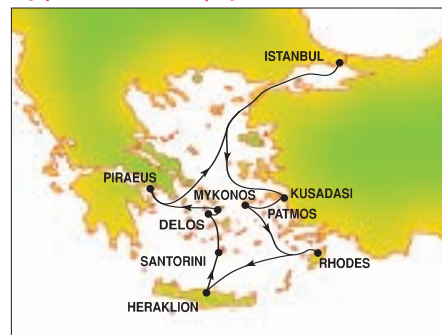 ISTANBUL
PIRAEUS
MYKONOS
KUSADASI
PATMOS
DELOS
SANTORINI
RHODES
HERAKLION